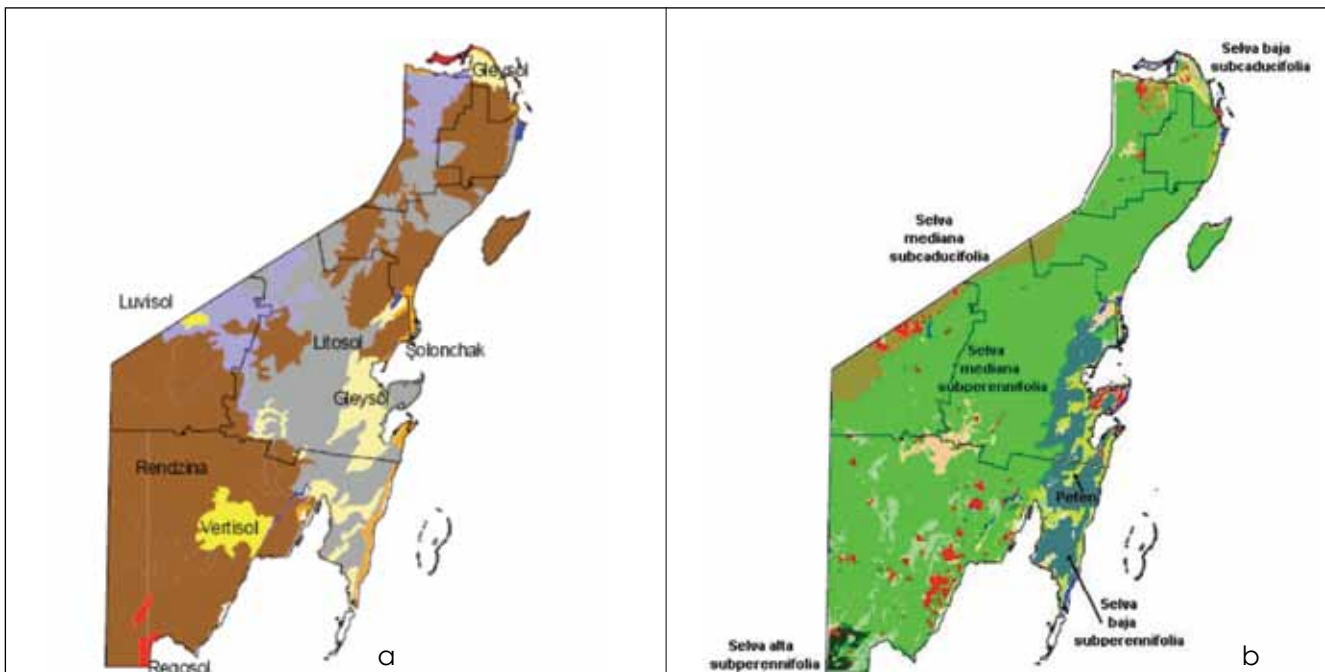 Gleysol
Luvisol
Litosol
Solonchak
Gleysol
Rendzina
Vertisol
Regosol
a
Selva baja
subcaducifolia
Selva
mediana
subcaducifolia
Selva
mediana
subperennifolia
Peten
Selva
baja
subperennifolia
Selva alta
subperennifolia
b